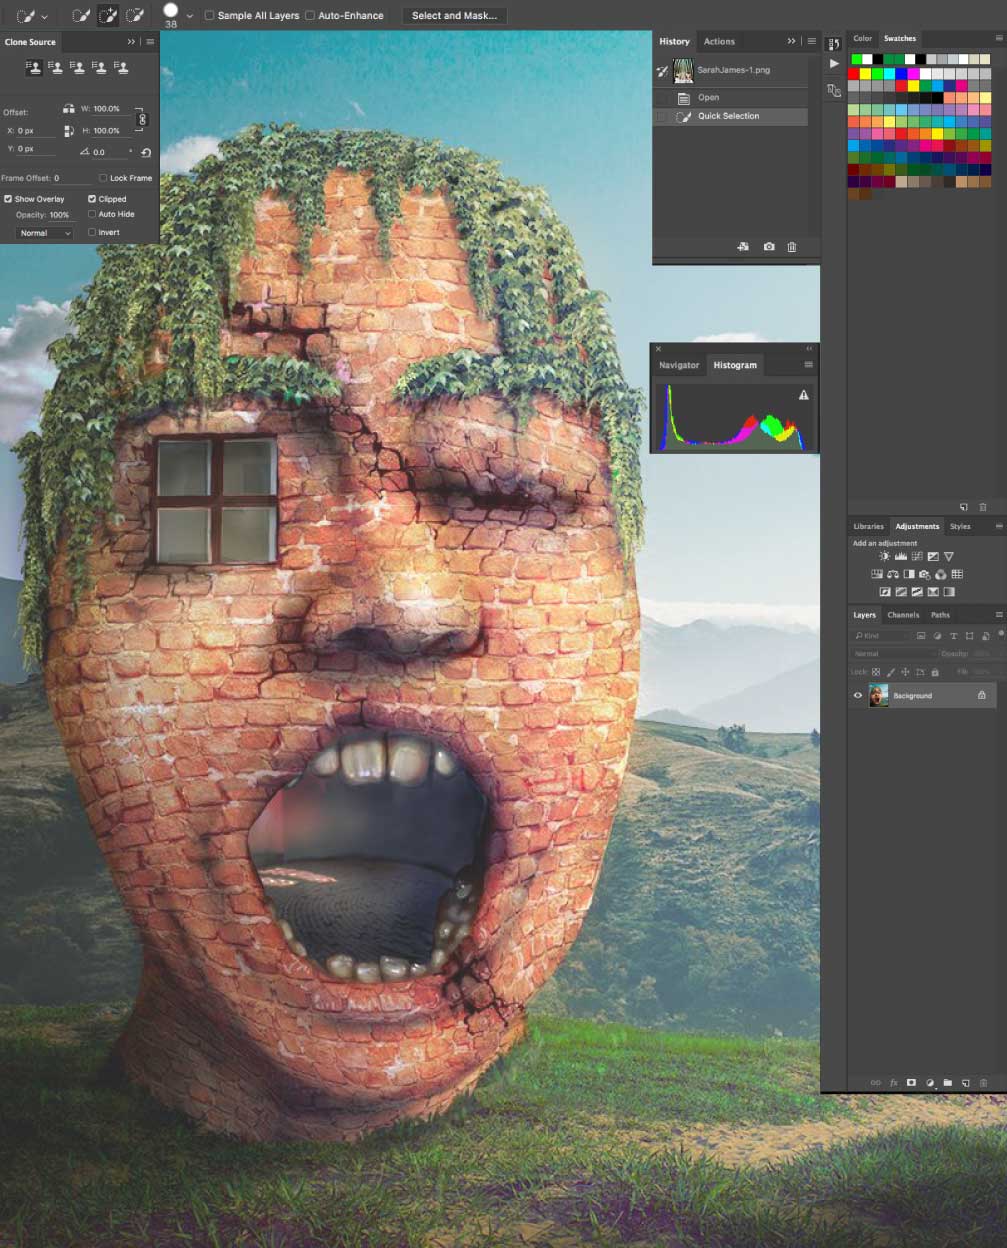 Sample All Layers Auto-Enhance Select and Mask...
38
Clone Source
Offset:
W: 100.0%
X: 0 px H: 100.0%
Y: 0 px 0.0 °
Frame Offset: 0 Lock Frame
Show Overlay Clipped
Opacity: 100% Auto Hide
Normal Invert
History Actions
SarahJames-1.png
Open
Quick Selection
Navigator Histogram
Color Swatches
Libraries Adjustments Styles
Add an adjustment
Layers Channels Paths
Kind
Normal Opacity:
Lock: Fill:
Background
fx